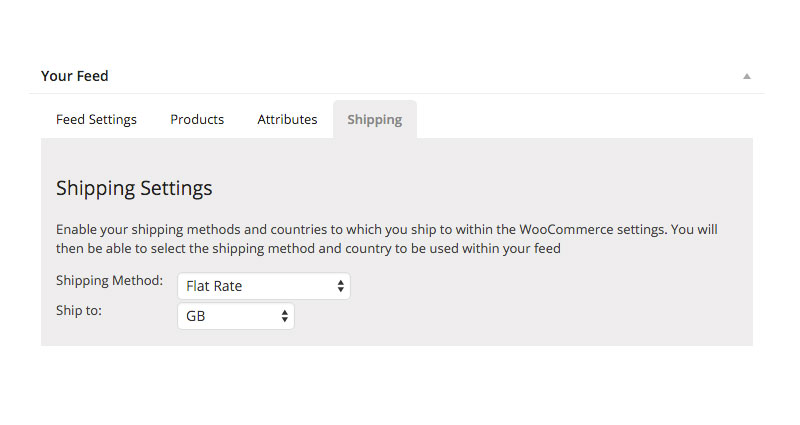 Your Feed
Feed Settings Products Attributes Shipping
Shipping Settings
Enable your shipping methods and countries to which you ship to within the WooCommerce settings. You will
then be able to select the shipping method and country to be used within your feed
Shipping Method: Flat Rate
Ship to: GB